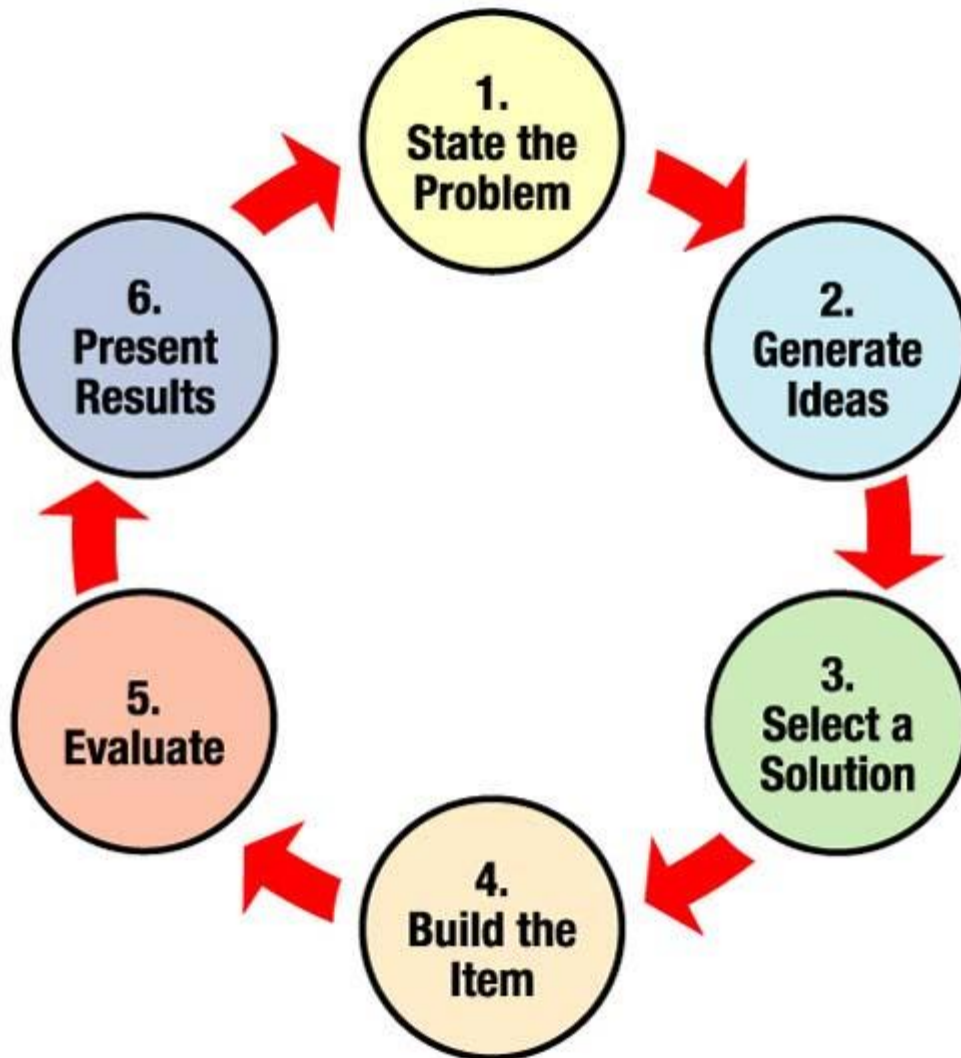 1.
State the
Problem
2.
Generate
Ideas
3.
Select a
Solution
4.
Build the
Item
5.
Evaluate
6.
Present
Results